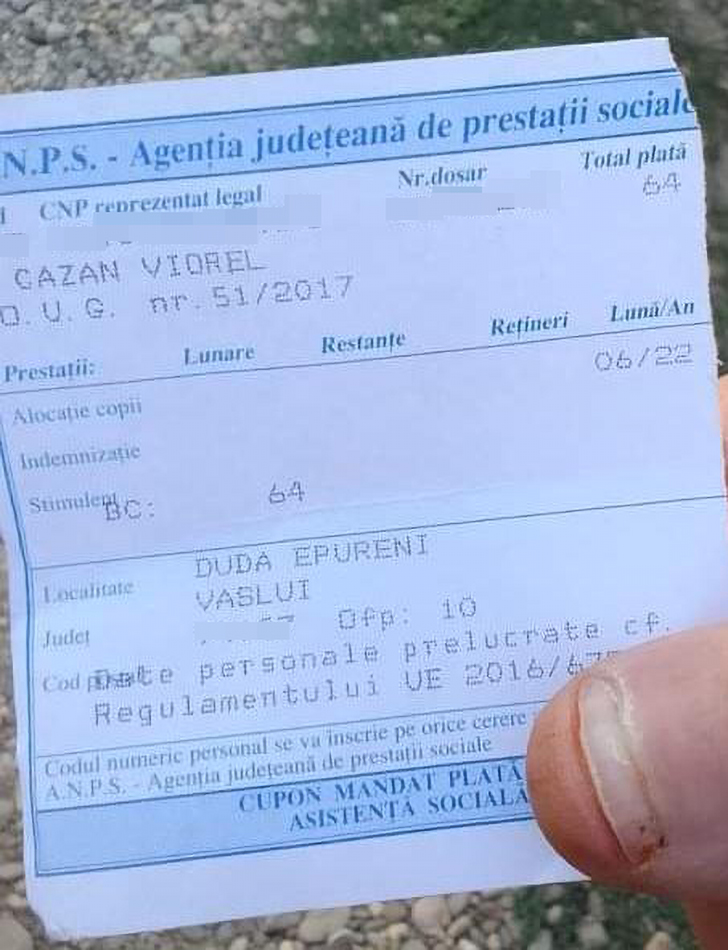 N.P.S. - Agenția județeană de prestații sociale
CNP reprezentat legal Nr.dosar Total plată
64
CAZAN VIOREL
O.U.G. nr.51/2017
Prestații: Lunare Restanțe Rețineri Lună/An
06/22
Alocație copii
Indemnizație
Stimulent BC: 64
Localitate DUDA EPURENI
Județ VASLUI
Ofp: 10
Cod Date personale prelucrate cf.
Regulamentului UE 2016/67
Codul numeric personal se va înscrie pe orice cerere
A.N.P.S. - Agenția județeană de prestații sociale
CUPON MANDAT PLATĂ
ASISTENȚĂ SOCIALĂ